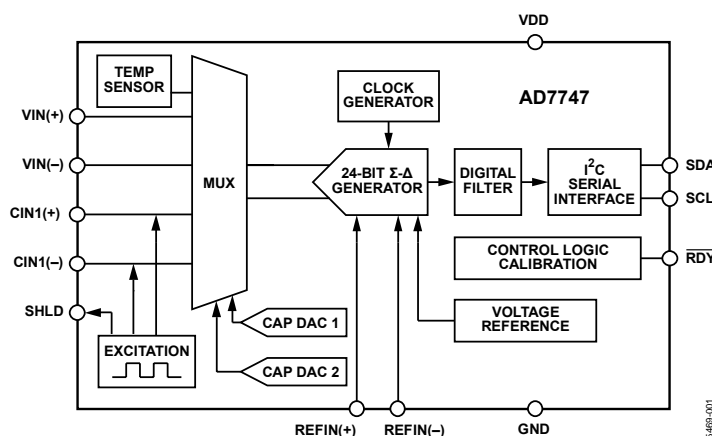 VDD
TEMP
SENSOR
CLOCK
GENERATOR
AD7747
VIN(+)
VIN(–)
CIN1(+)
CIN1(–)
SHLD
MUX
24-BIT Σ-Δ
GENERATOR
DIGITAL
FILTER
I2C
SERIAL
INTERFACE
SDA
SCL
CONTROL LOGIC
CALIBRATION
RDY
VOLTAGE
REFERENCE
EXCITATION
CAP DAC 1
CAP DAC 2
REFIN(+)
REFIN(–)
GND